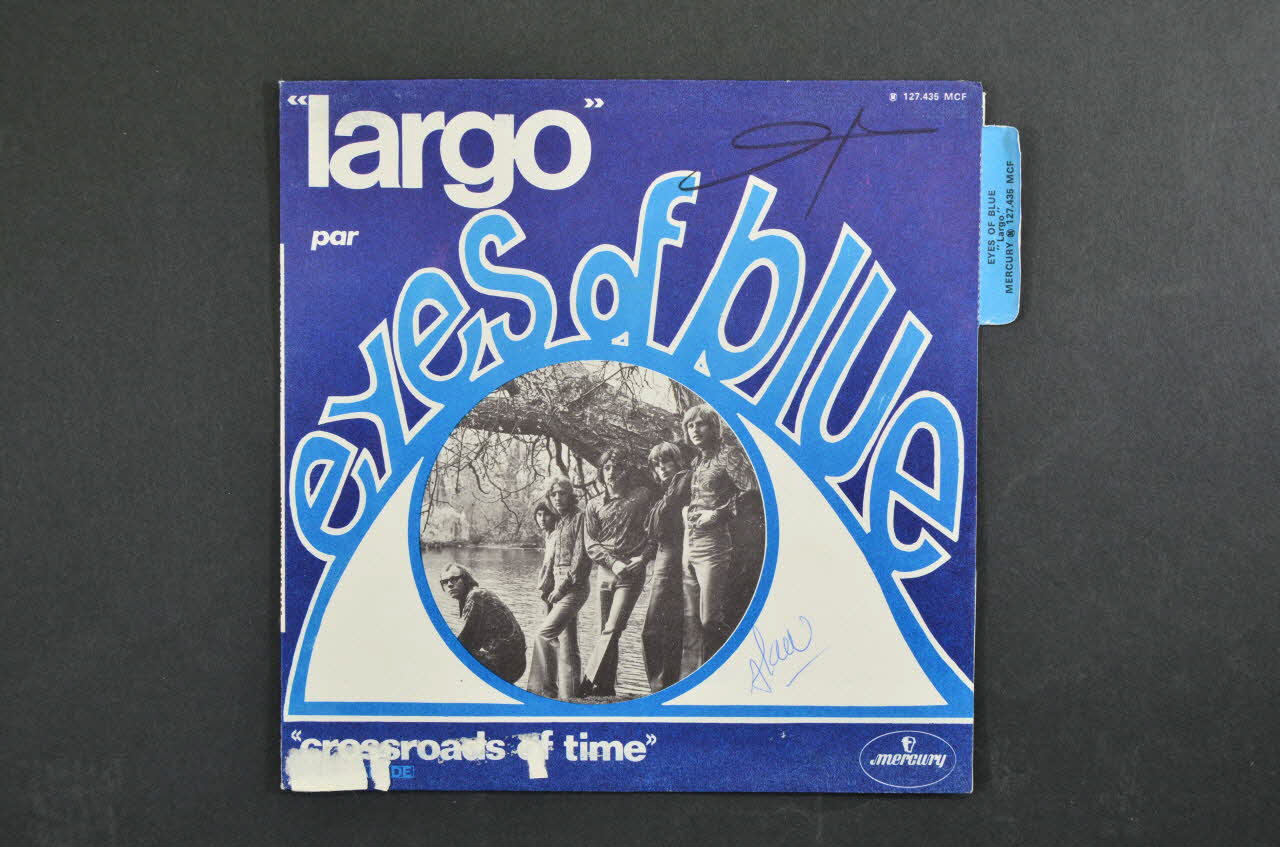 "largo"
Ⓜ 127.435 MCF
par
eyes of blue
EYES OF BLUE
"Largo"
MERCURY Ⓜ 127.435 MCF
"crossroads of time"
DE
mercury